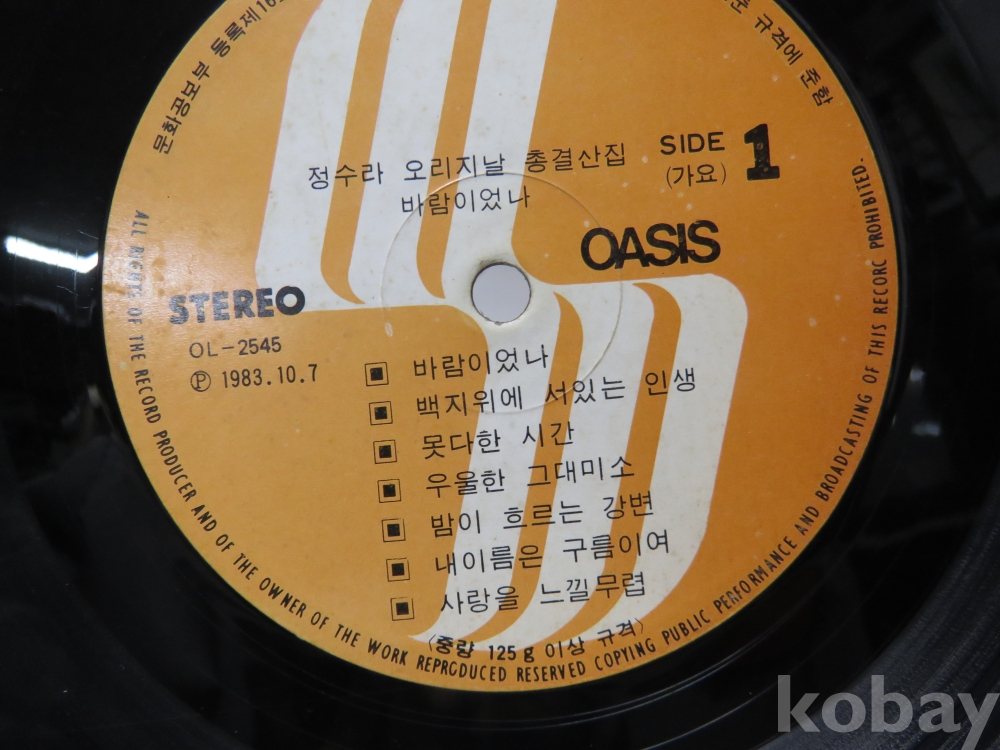 문화공보부 등록제16
규격에 준함
정수라 오리지날 총결산집
바람이었나
SIDE 1
(가요)
OASIS
STEREO
OL-2545
Ⓟ 1983.10.7
바람이었나
백지위에 서있는 인생
못다한 시간
우울한 그대미소
밤이 흐르는 강변
내이름은 구름이여
사랑을 느낄무렵
(중량 125g 이상 규격)
ALL RIGHTS OF THE RECORD PRODUCER AND OF THE OWNER OF THE WORK REPRCDUCED RESERVED COPYING PUBLIC PERFORMANCE AND BROADCASTING OF THIS RECORC PROHIBITED.
kobay